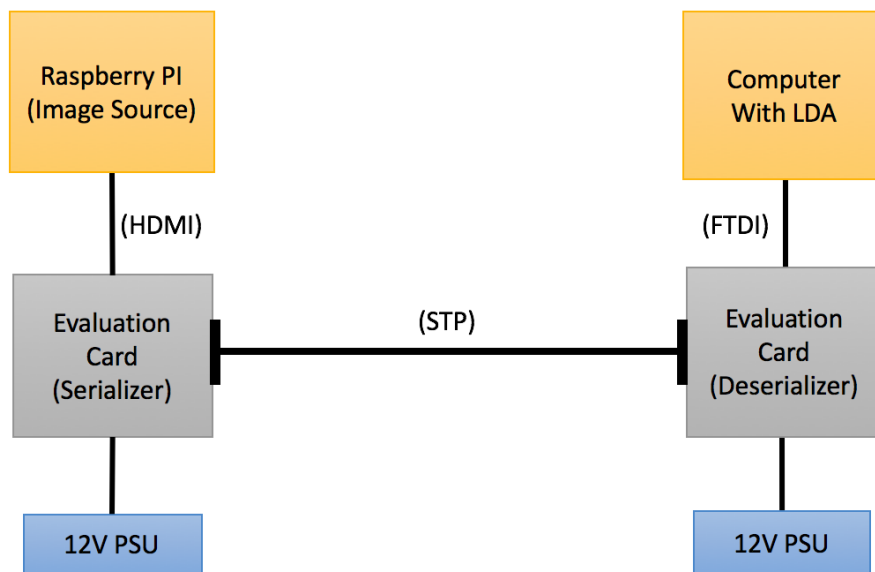 Raspberry PI
(Image Source)
Computer
With LDA
(HDMI)
(FTDI)
Evaluation
Card
(Serializer)
(STP)
Evaluation
Card
(Deserializer)
12V PSU
12V PSU